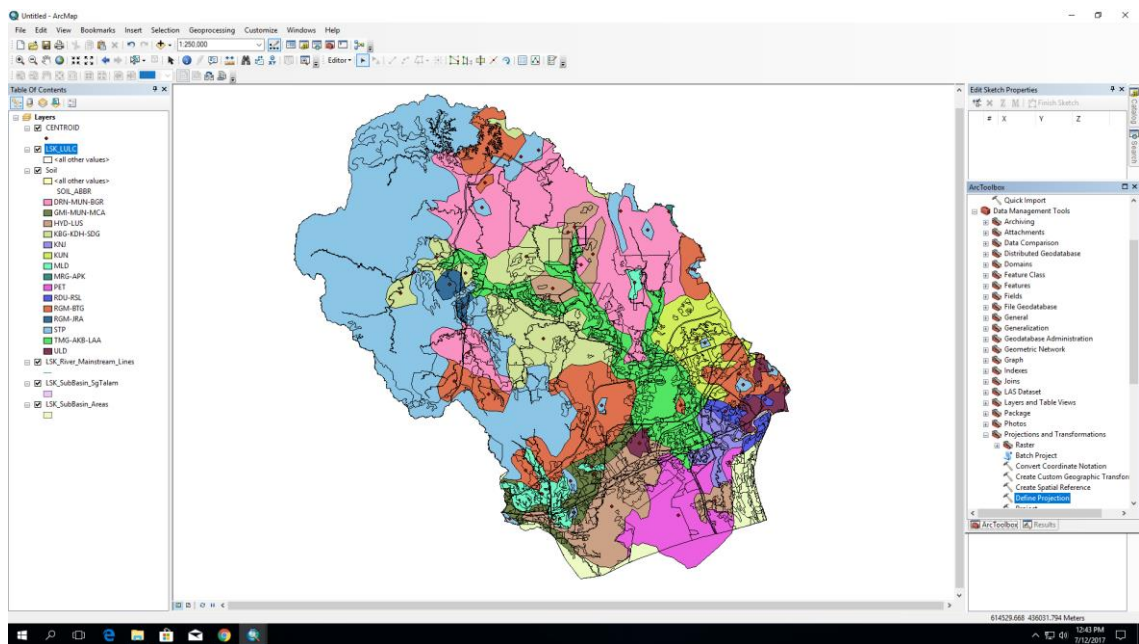 Untitled - ArcMap
File Edit View Bookmarks Insert Selection Geoprocessing Customize Windows Help
1:250,000
Editor
Table Of Contents
Layers
CENTROID
LSK_LULC
<all other values>
Soil
<all other values>
SOIL_ABBR
DRN-MUN-BGR
GMI-MUN-MCA
HYD-LUS
KBG-KDH-SDG
KNJ
KUN
MLD
MRG-APK
PET
RDU-RSL
RGM-BTG
RGM-JRA
STP
TMG-AKB-LAA
ULD
LSK_River_Mainstream_Lines
LSK_SubBasin_SgTalam
LSK_SubBasin_Areas
Edit Sketch Properties
Finish Sketch
# X Y Z
Catalog
Search
ArcToolbox
Quick Import
Data Management Tools
Archiving
Attachments
Data Comparison
Distributed Geodatabase
Domains
Feature Class
Features
Fields
File Geodatabase
General
Generalization
Geodatabase Administration
Geometric Network
Graph
Indexes
Joins
LAS Dataset
Layers and Table Views
Package
Photos
Projections and Transformations
Raster
Batch Project
Convert Coordinate Notation
Create Custom Geographic Transforn
Create Spatial Reference
Define Projection
ArcToolbox Results
614529.668 436031.794 Meters
12:43 PM
7/12/2017